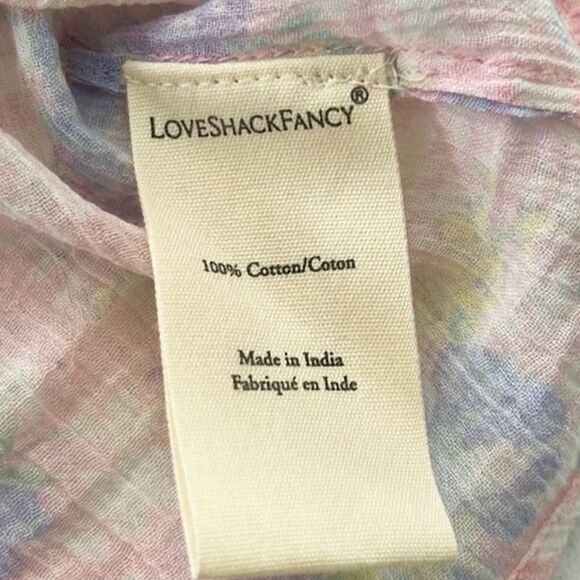 LOVESHACKFANCY®
100% Cotton/Coton
Made in India
Fabriqué en Inde